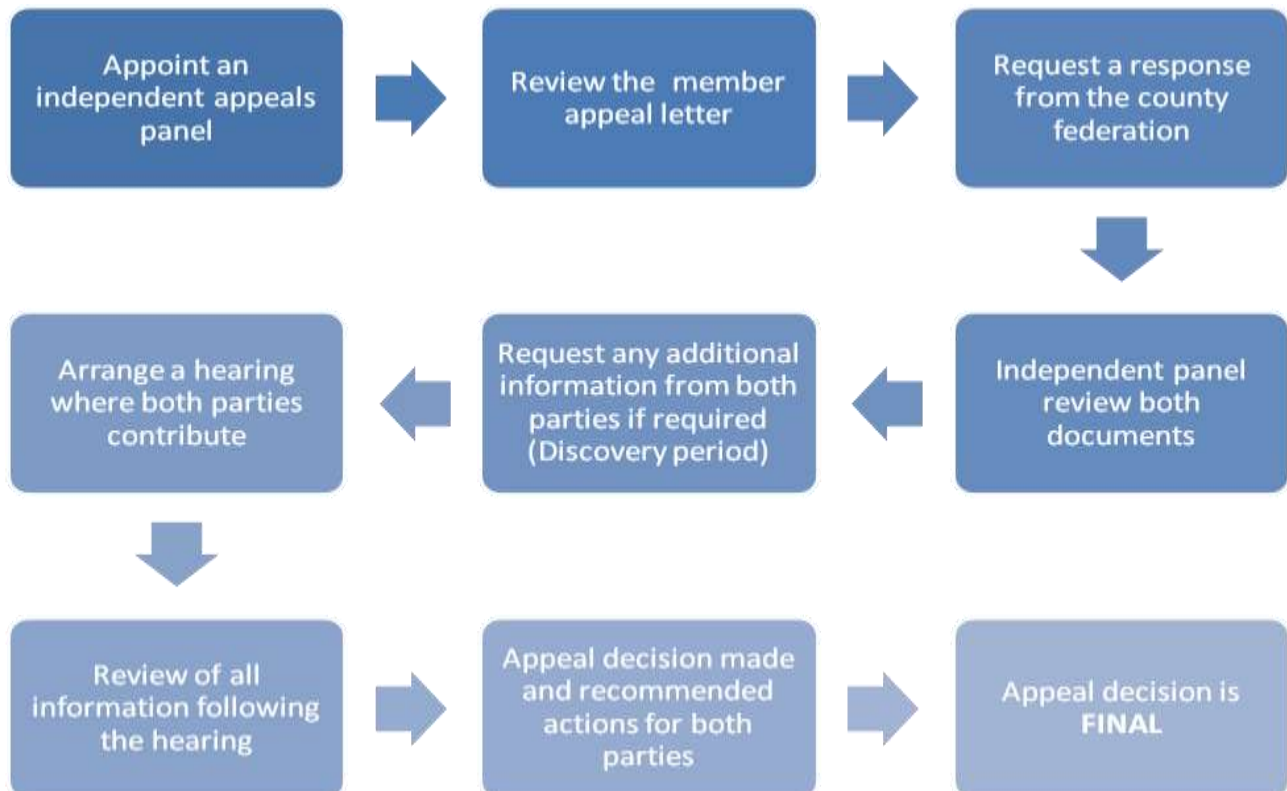 Appoint an
independent appeals
panel
Review the member
appeal letter
Request a response
from the county
federation
Independent panel
review both
documents
Request any additional
information from both
parties if required
(Discovery period)
Arrange a hearing
where both parties
contribute
Review of all
information following
the hearing
Appeal decision made
and recommended
actions for both
parties
Appeal decision is
FINAL